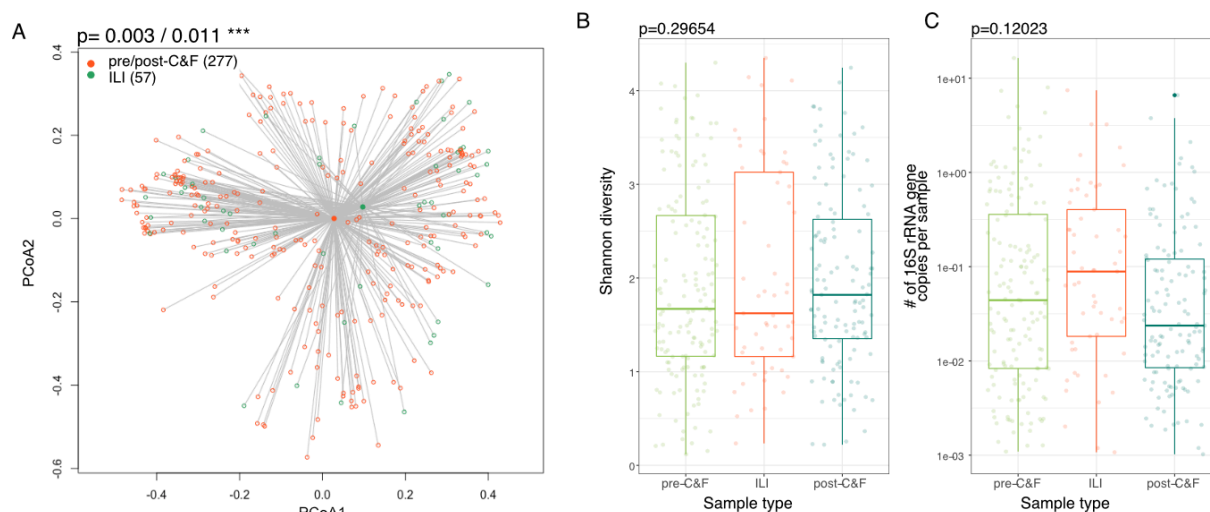 A
p= 0.003 / 0.011 ***
pre/post-C&F (277)
ILI (57)
PCoA2
0.4
0.2
0.0
-0.2
-0.4
-0.6
-0.4
-0.2
0.0
0.2
0.4
PCoA1
B
p=0.29654
Shannon diversity
4
3
2
1
0
pre-C&F
ILI
post-C&F
Sample type
C
p=0.12023
# of 16S rRNA gene
copies per sample
1e+01
1e+00
1e-01
1e-02
1e-03
pre-C&F
ILI
post-C&F
Sample type